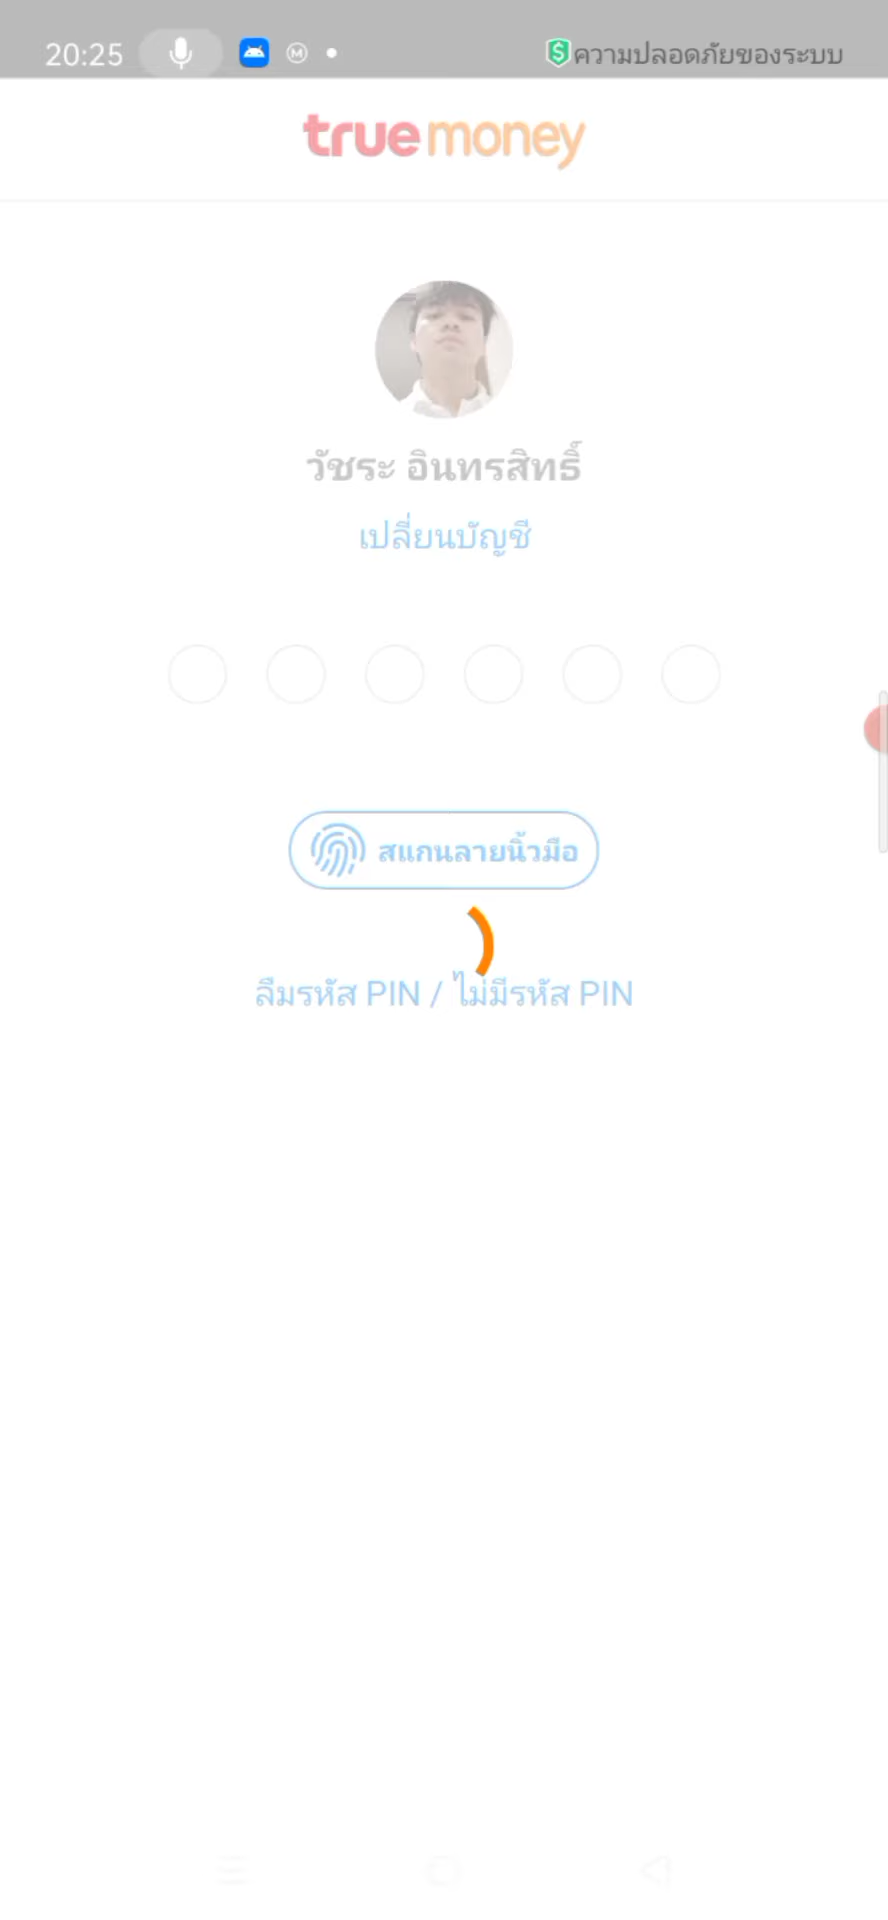 20:25
ความปลอดภัยของระบบ
true money
วัชระ อินทรสิทธิ์
เปลี่ยนบัญชี
สแกนลายนิ้วมือ
ลืมรหัส PIN / ไม่มีรหัส PIN